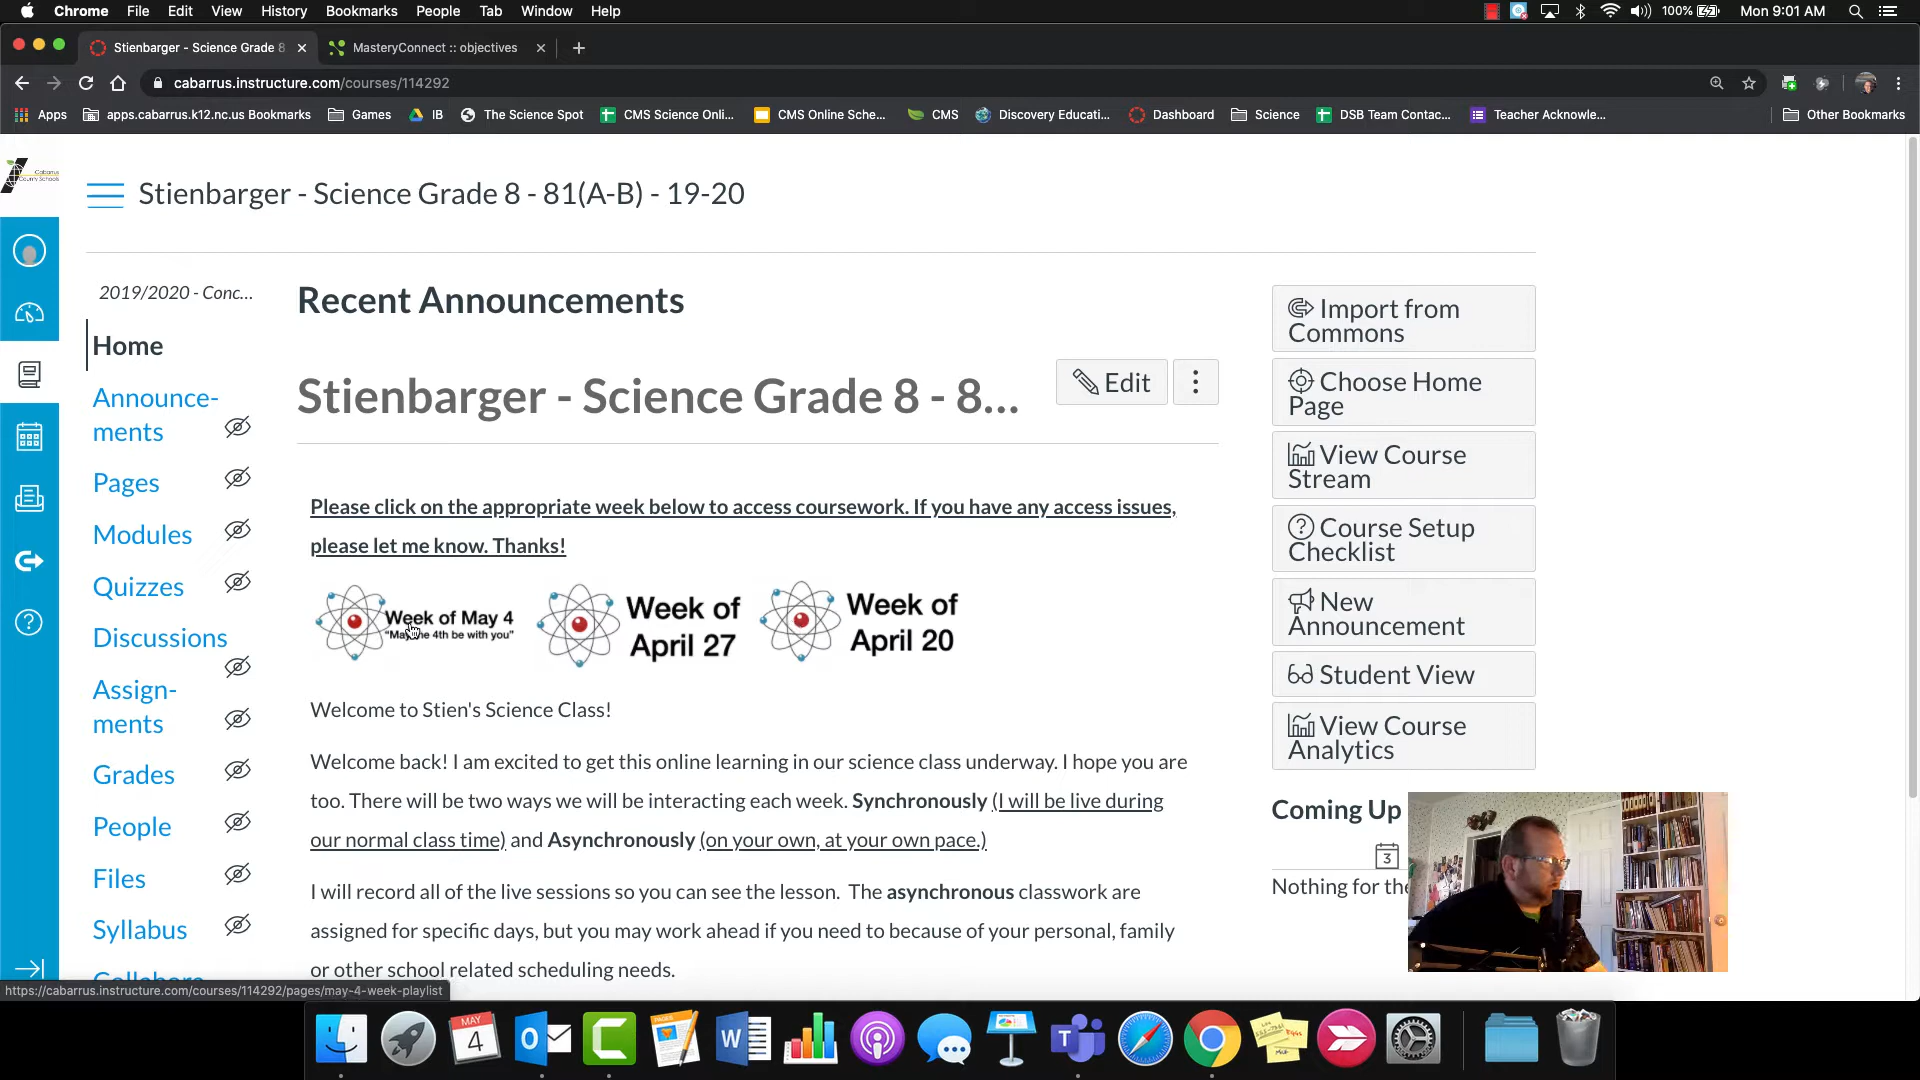 Chrome File Edit View History Bookmarks People Tab Window Help
100% Mon 9:01 AM
Stienbarger - Science Grade 8
MasteryConnect :: objectives
cabarrus.instructure.com/courses/114292
Apps
apps.cabarrus.k12.nc.us Bookmarks
Games
IB
The Science Spot
CMS Science Onli...
CMS Online Sche...
CMS
Discovery Educati...
Dashboard
Science
DSB Team Contac...
Teacher Acknowle...
Other Bookmarks
Cabarrus
County Schools
Stienbarger - Science Grade 8 - 81(A-B) - 19-20
2019/2020 - Conc...
Home
Announce-
ments
Pages
Modules
Quizzes
Discussions
Assign-
ments
Grades
People
Files
Syllabus
Recent Announcements
Stienbarger - Science Grade 8 - 8...
Edit
Please click on the appropriate week below to access coursework. If you have any access issues,
please let me know. Thanks!
Week of May 4
"May the 4th be with you"
Week of
April 27
Week of
April 20
Welcome to Stien's Science Class!
Welcome back! I am excited to get this online learning in our science class underway. I hope you are
too. There will be two ways we will be interacting each week. Synchronously (I will be live during
our normal class time) and Asynchronously (on your own, at your own pace.)
I will record all of the live sessions so you can see the lesson. The asynchronous classwork are
assigned for specific days, but you may work ahead if you need to because of your personal, family
or other school related scheduling needs.
Import from
Commons
Choose Home
Page
View Course
Stream
Course Setup
Checklist
New
Announcement
Student View
View Course
Analytics
Coming Up
3
Nothing for the
https://cabarrus.instructure.com/courses/114292/pages/may-4-week-playlist
MAY
4
PAGES